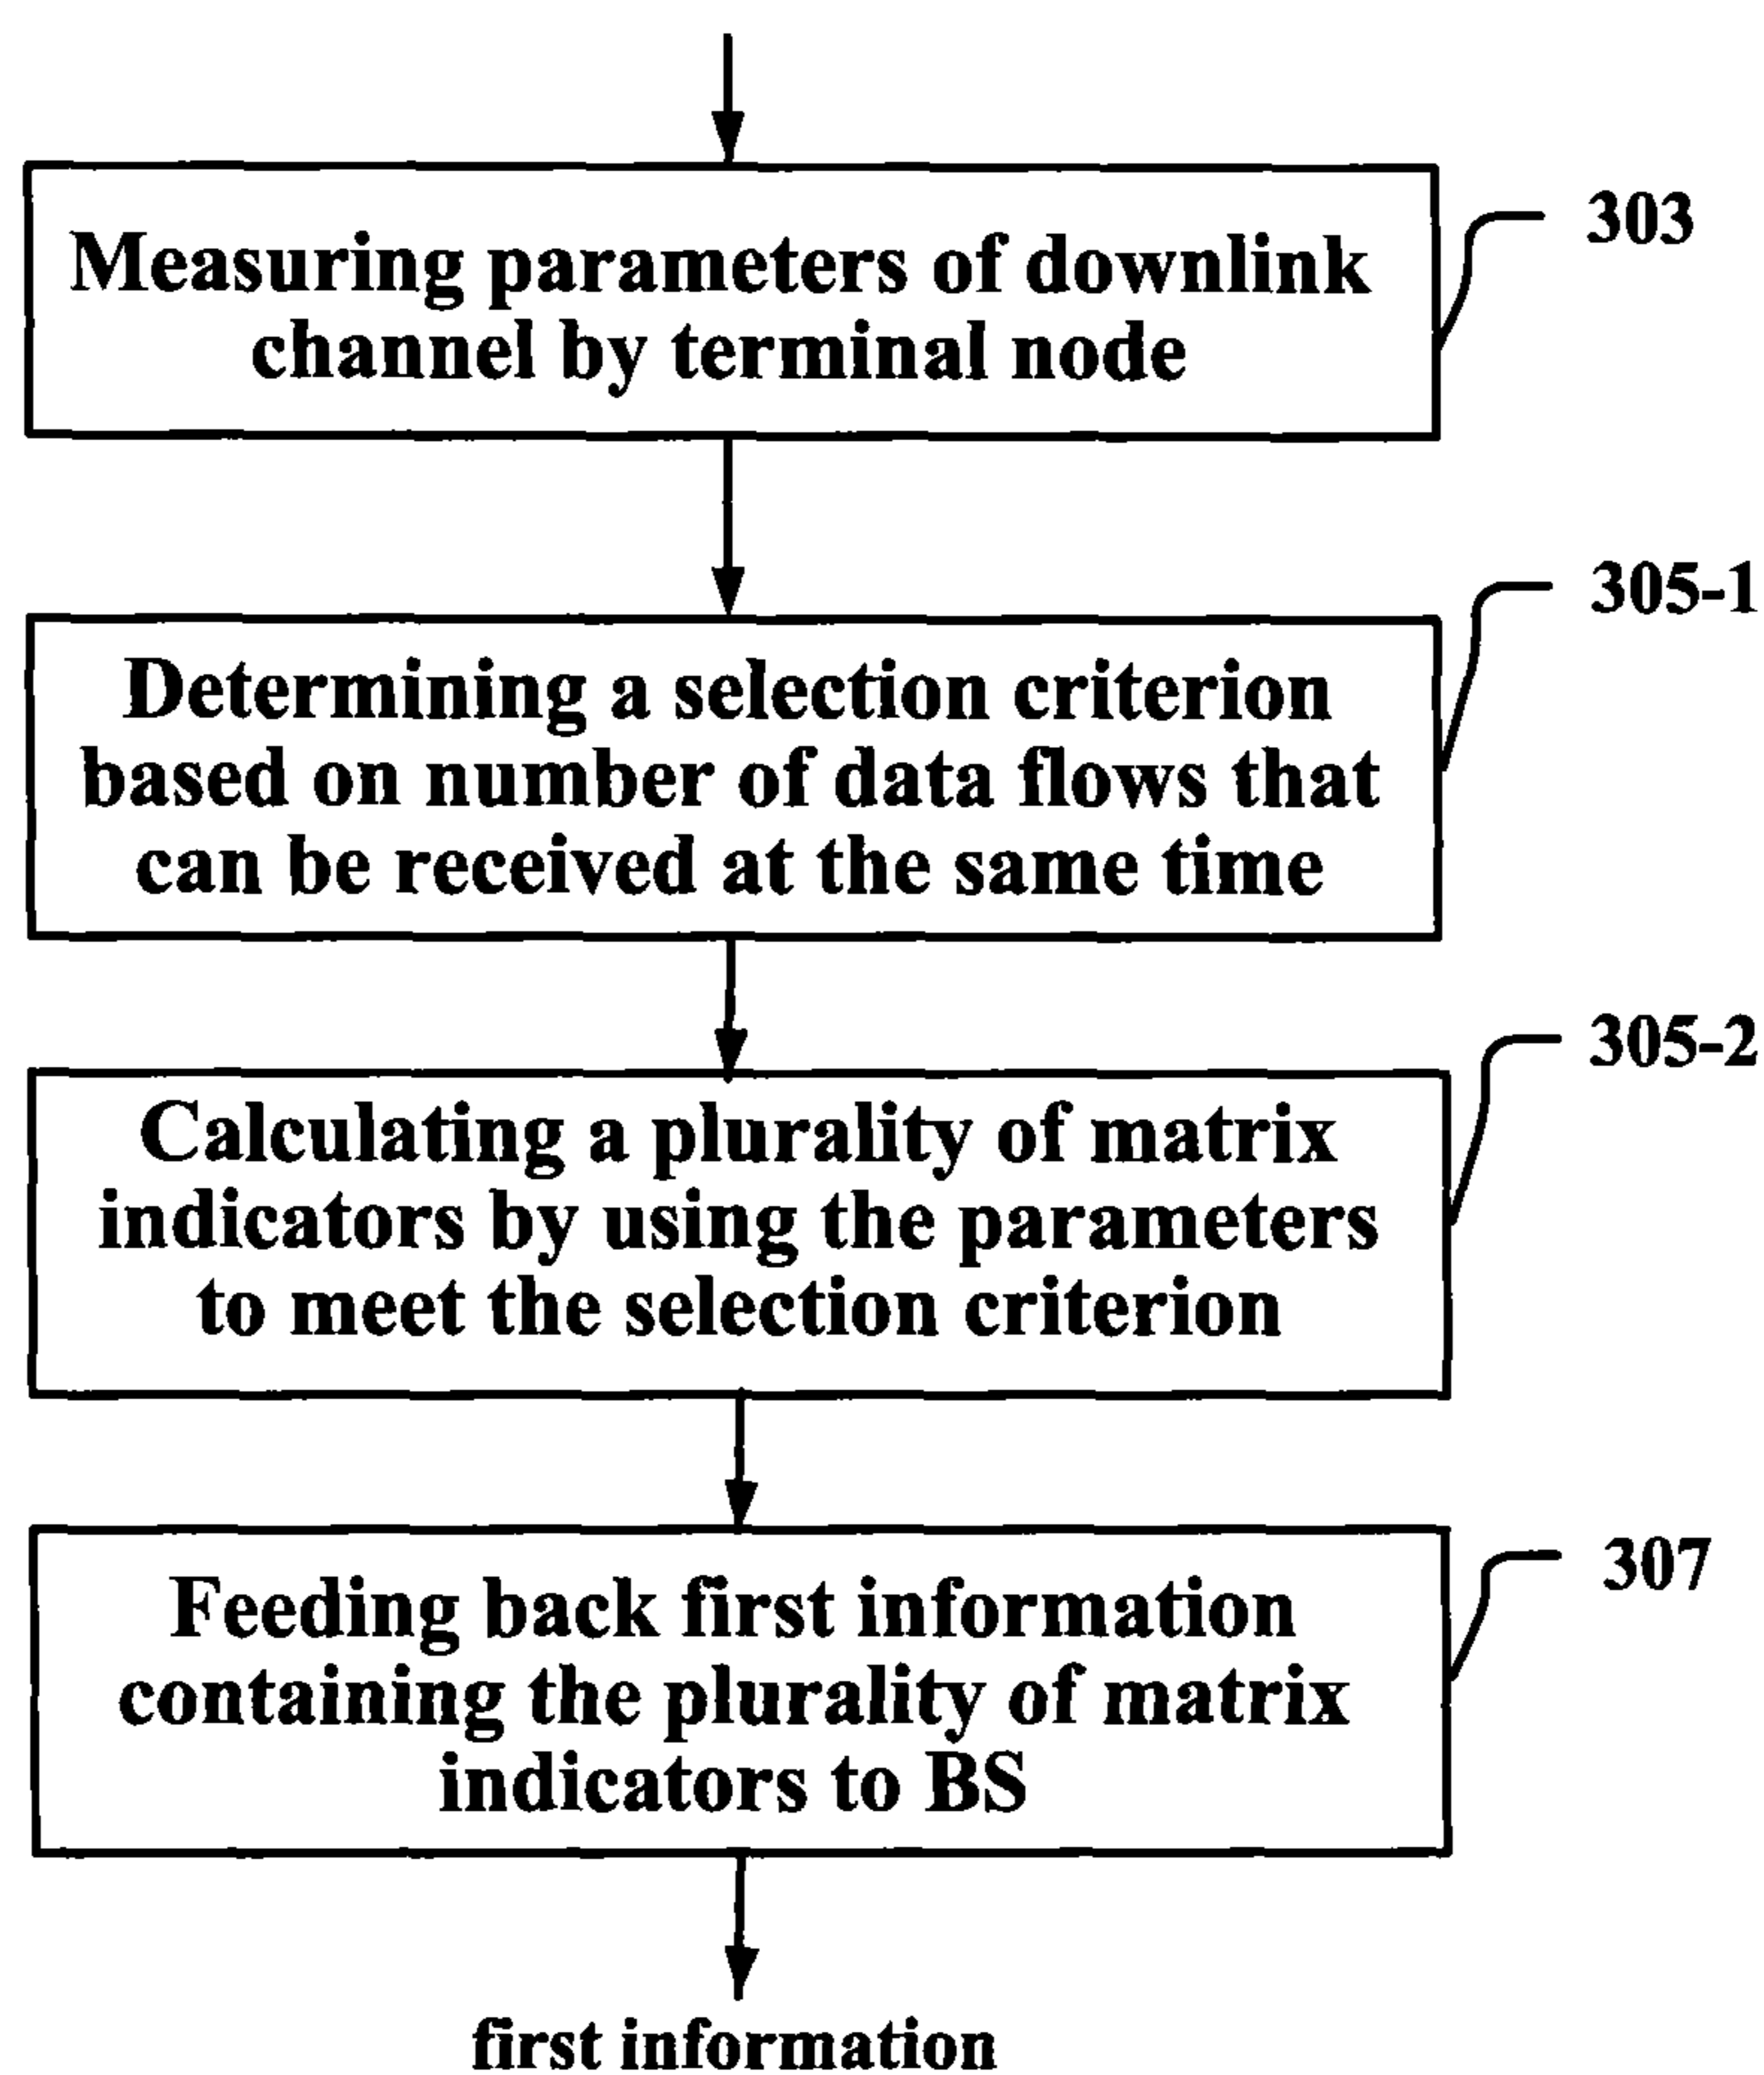 303
Measuring parameters of downlink
channel by terminal node
305-1
Determining a selection criterion
based on number of data flows that
can be received at the same time
305-2
Calculating a plurality of matrix
indicators by using the parameters
to meet the selection criterion
307
Feeding back first information
containing the plurality of matrix
indicators to BS
first information